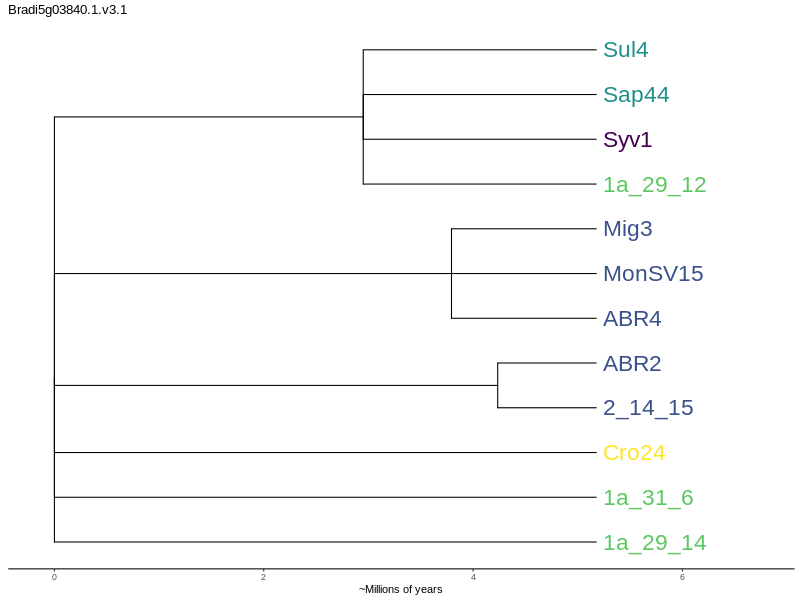 Bradi5g03840.1.v3.1
Sul4
Sap44
Syv1
1a_29_12
Mig3
MonSV15
ABR4
ABR2
2_14_15
Cro24
1a_31_6
1a_29_14
0 2 4 6
~Millions of years